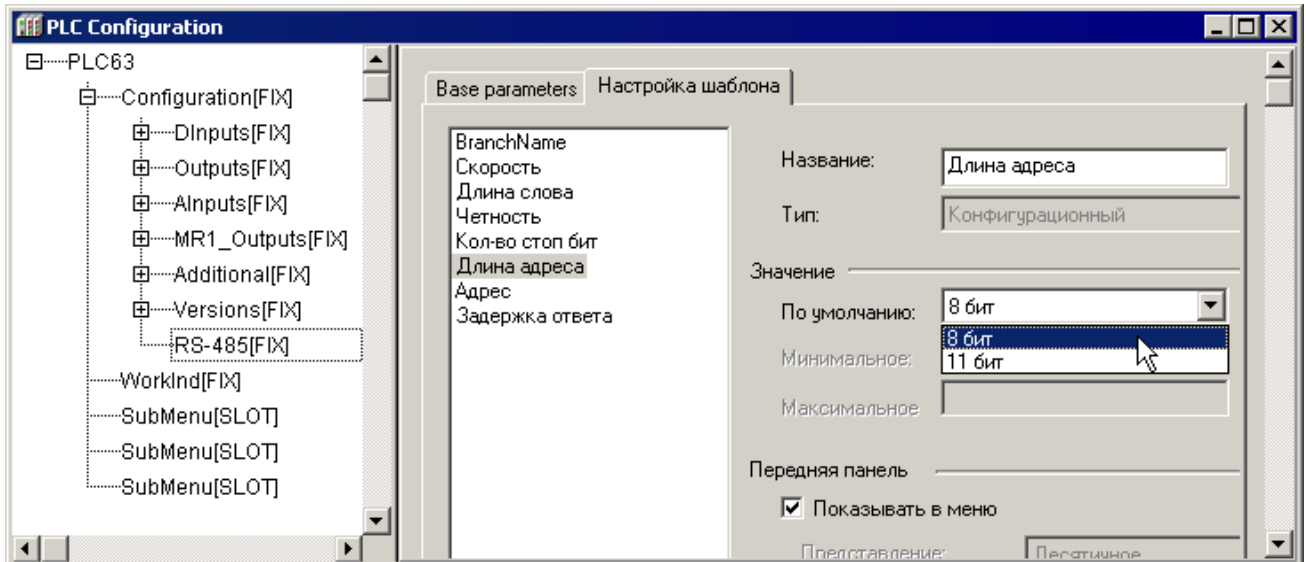 PLC Configuration
PLC63
Configuration[FIX]
DInputs[FIX]
Outputs[FIX]
AInputs[FIX]
MR1_Outputs[FIX]
Additional[FIX]
Versions[FIX]
RS-485[FIX]
WorkInd[FIX]
SubMenu[SLOT]
SubMenu[SLOT]
SubMenu[SLOT]
Base parameters Настройка шаблона
BranchName
Скорость
Длина слова
Четность
Кол-во стоп бит
Длина адреса
Адрес
Задержка ответа
Название: Длина адреса
Тип: Конфигурационный
Значение
По умолчанию: 8 бит
8 бит
11 бит
Минимальное:
Максимальное
Передняя панель
Показывать в меню
Представление: Десятичное